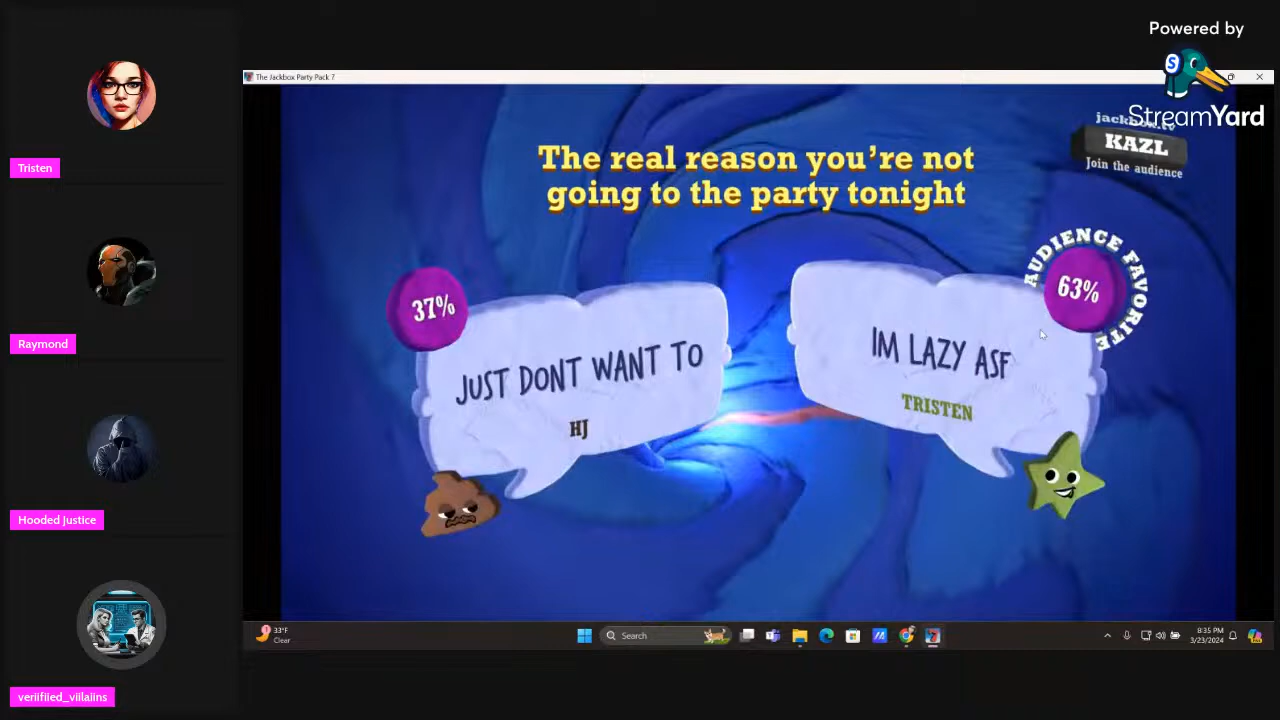 Powered by
StreamYard
The Jackbox Party Pack 7
KAZL
Join the audience
The real reason you're not
going to the party tonight
37%
JUST DONT WANT TO
HJ
AUDIENCE FAVORITE
63%
IM LAZY ASF
TRISTEN
Tristen
Raymond
Hooded Justice
veriifiied_viilaiins
33°F
Clear
Search
8:35 PM
3/23/2024